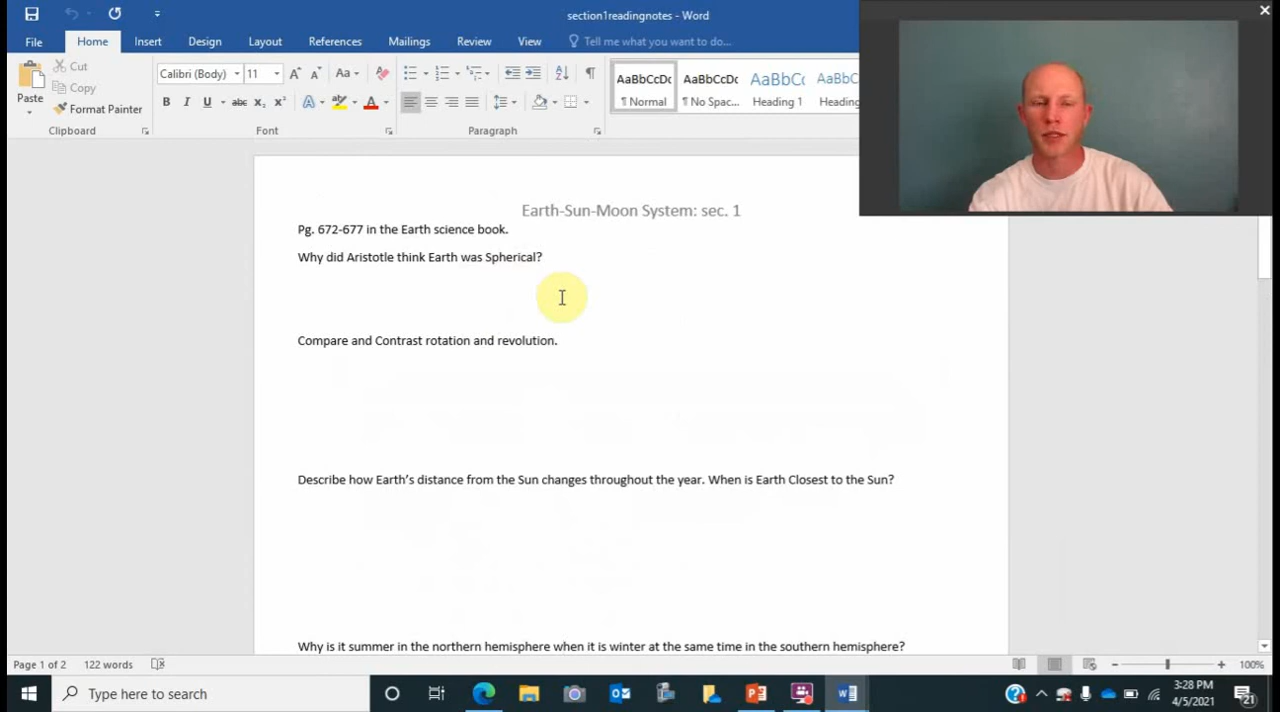 section1readingnotes - Word
File Home Insert Design Layout References Mailings Review View Tell me what you want to do...
Paste
Cut
Copy
Format Painter
Clipboard
Calibri (Body) 11
Aa
B I U abc X₂ X² A A
Font
Paragraph
AaBbCcDc AaBbCcDc AaBbCc AaBbCc
¶ Normal ¶ No Spac... Heading 1 Heading
Earth-Sun-Moon System: sec. 1
Pg. 672-677 in the Earth science book.
Why did Aristotle think Earth was Spherical?
Compare and Contrast rotation and revolution.
Describe how Earth's distance from the Sun changes throughout the year. When is Earth Closest to the Sun?
Why is it summer in the northern hemisphere when it is winter at the same time in the southern hemisphere?
Page 1 of 2 122 words 100%
Type here to search
3:28 PM
4/5/2021
21